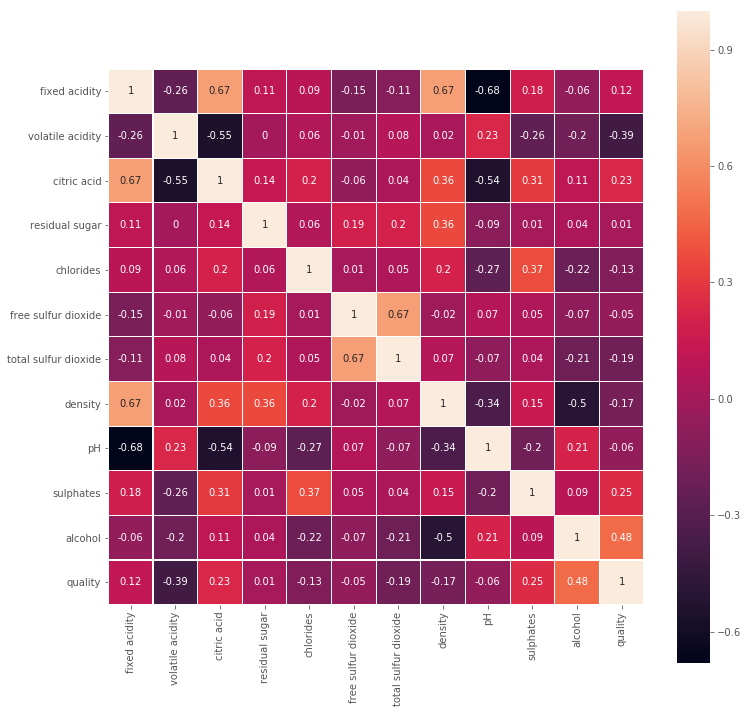 fixed acidity 1 -0.26 0.67 0.11 0.09 -0.15 -0.11 0.67 -0.68 0.18 -0.06 0.12
volatile acidity -0.26 1 -0.55 0 0.06 -0.01 0.08 0.02 0.23 -0.26 -0.2 -0.39
citric acid 0.67 -0.55 1 0.14 0.2 -0.06 0.04 0.36 -0.54 0.31 0.11 0.23
residual sugar 0.11 0 0.14 1 0.06 0.19 0.2 0.36 -0.09 0.01 0.04 0.01
chlorides 0.09 0.06 0.2 0.06 1 0.01 0.05 0.2 -0.27 0.37 -0.22 -0.13
free sulfur dioxide -0.15 -0.01 -0.06 0.19 0.01 1 0.67 -0.02 0.07 0.05 -0.07 -0.05
total sulfur dioxide -0.11 0.08 0.04 0.2 0.05 0.67 1 0.07 -0.07 0.04 -0.21 -0.19
density 0.67 0.02 0.36 0.36 0.2 -0.02 0.07 1 -0.34 0.15 -0.5 -0.17
pH -0.68 0.23 -0.54 -0.09 -0.27 0.07 -0.07 -0.34 1 -0.2 0.21 -0.06
sulphates 0.18 -0.26 0.31 0.01 0.37 0.05 0.04 0.15 -0.2 1 0.09 0.25
alcohol -0.06 -0.2 0.11 0.04 -0.22 -0.07 -0.21 -0.5 0.21 0.09 1 0.48
quality 0.12 -0.39 0.23 0.01 -0.13 -0.05 -0.19 -0.17 -0.06 0.25 0.48 1
fixed acidity
volatile acidity
citric acid
residual sugar
chlorides
free sulfur dioxide
total sulfur dioxide
density
pH
sulphates
alcohol
quality
0.9
0.6
0.3
0.0
-0.3
-0.6